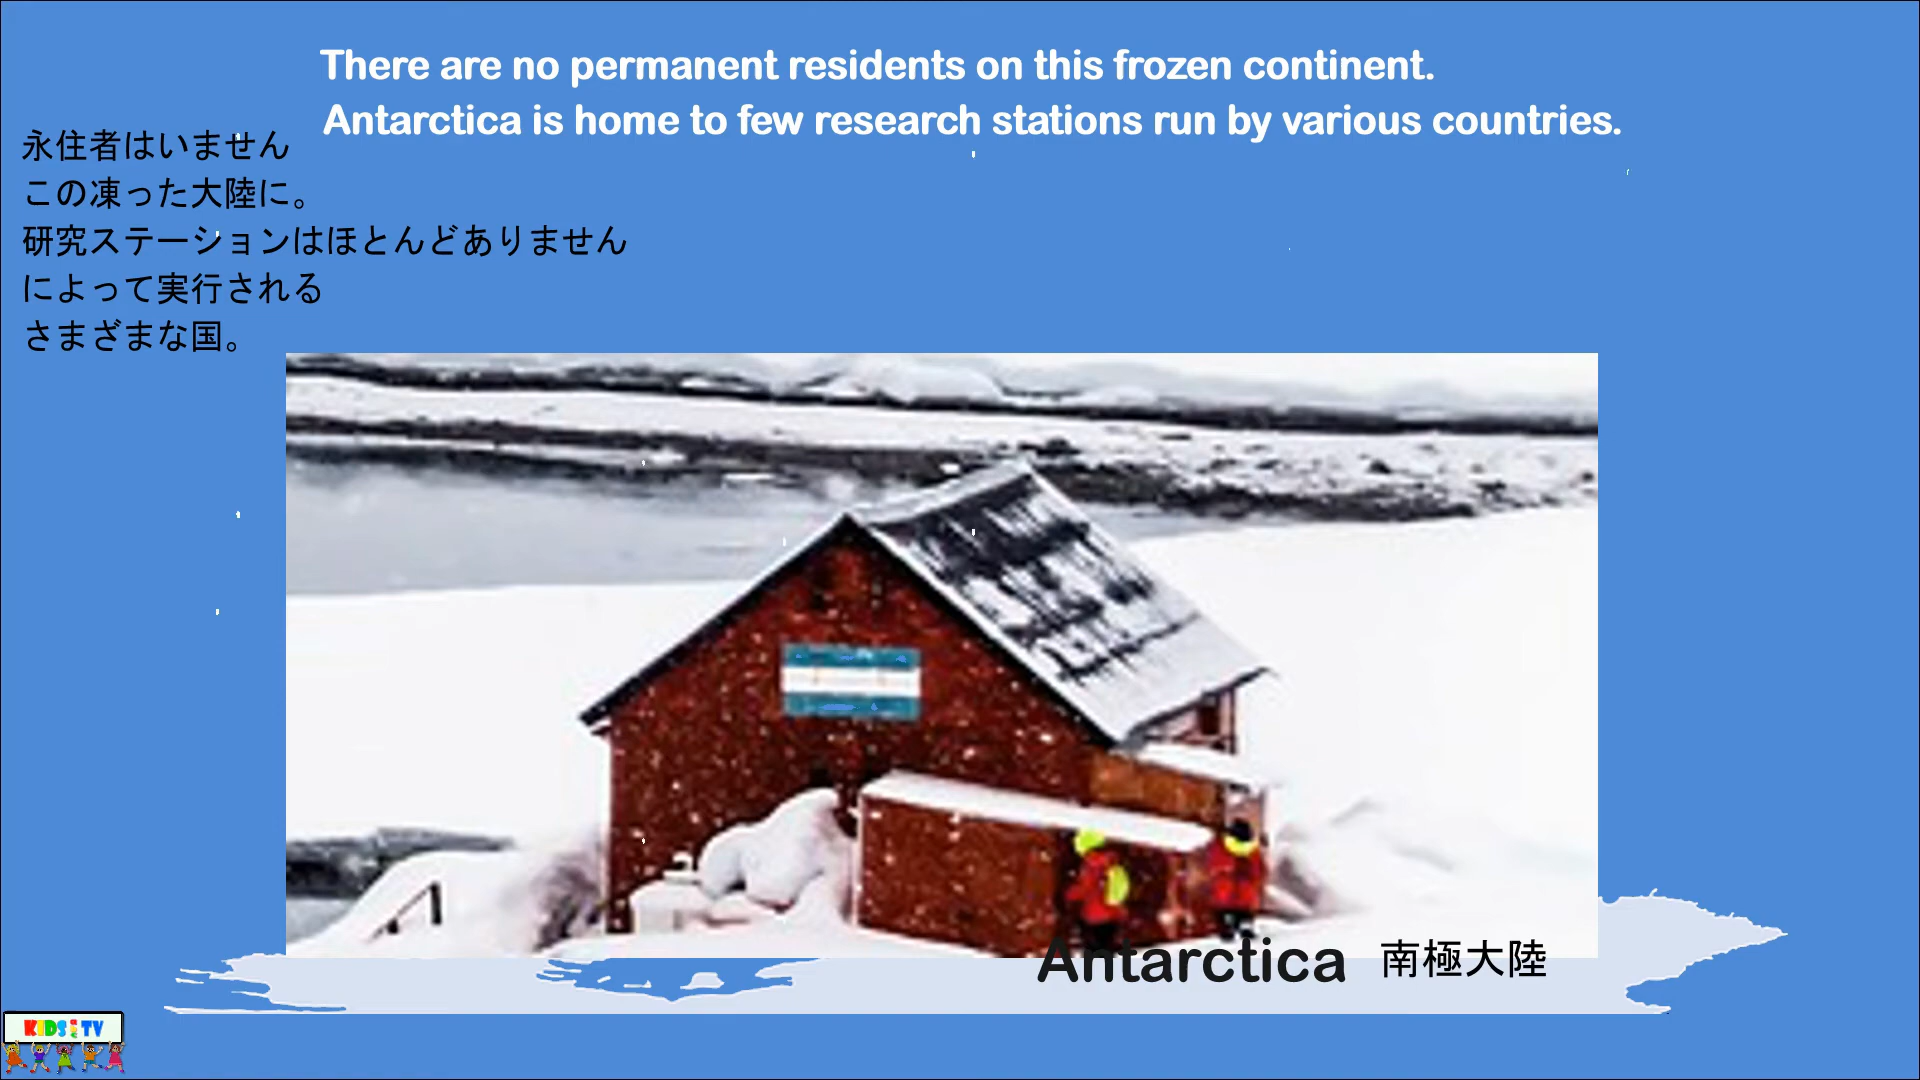 There are no permanent residents on this frozen continent.
Antarctica is home to few research stations run by various countries.
永住者はいません
この凍った大陸に。
研究ステーションはほとんどありません
によって実行される
さまざまな国。
Antarctica 南極大陸
KIDS TV